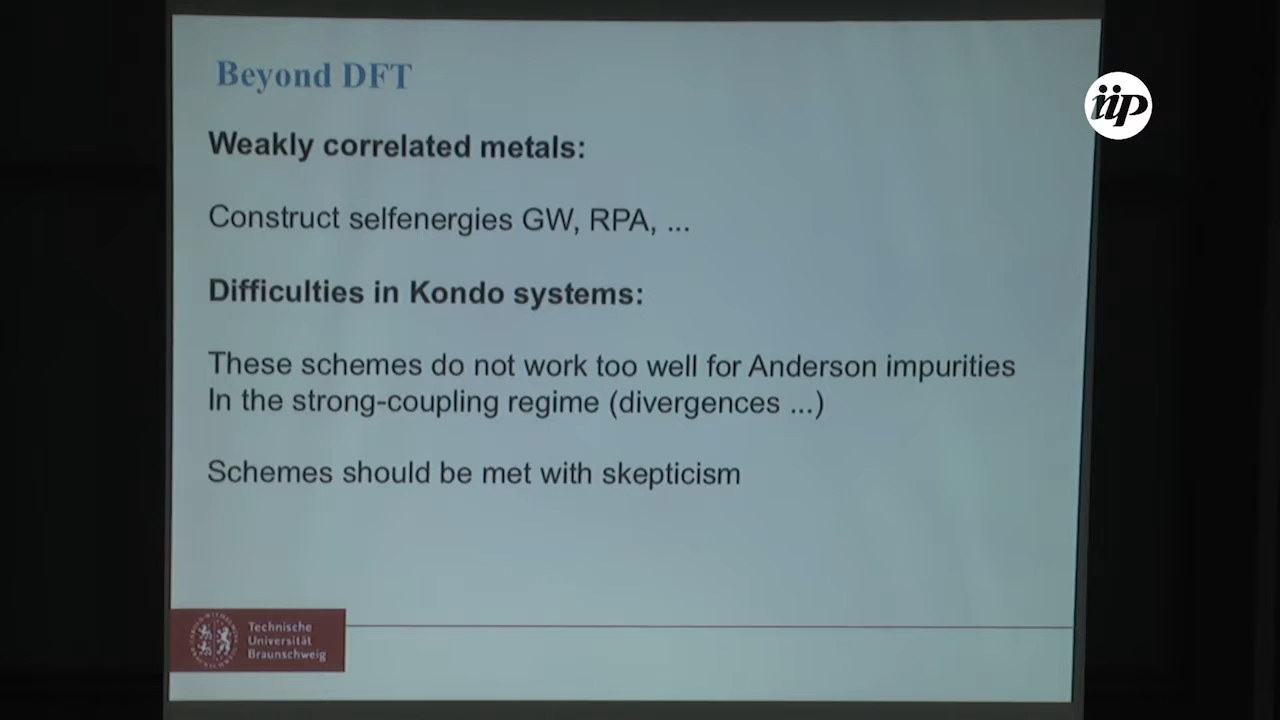 Beyond DFT
iip
Weakly correlated metals:
Construct selfenergies GW, RPA, ...
Difficulties in Kondo systems:
These schemes do not work too well for Anderson impurities
In the strong-coupling regime (divergences ...)
Schemes should be met with skepticism
Technische
Universität
Braunschweig